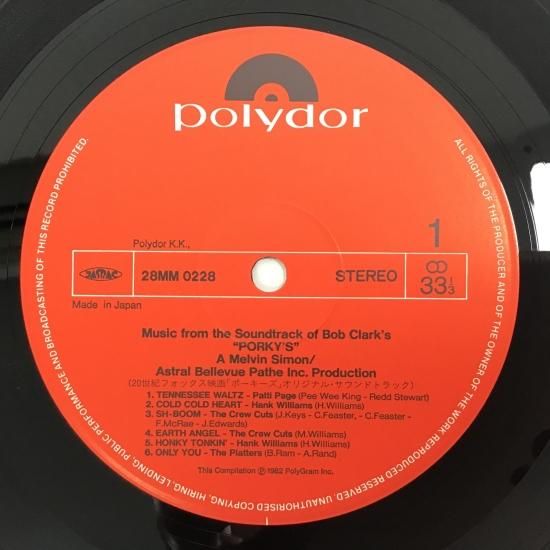 polydor
ALL RIGHTS OF THE PRODUCER AND OF THE OWNER OF THE WORK REPRODUCED RESERVED. UNAUTHORISED COPYING, HIRING, LENDING, PUBLIC PERFORMANCE AND BROADCASTING OF THIS RECORD PROHIBITED.
1
Polydor K.K.,
JASRAC
28MM 0228
STEREO
33 1/3
Made in Japan
Music from the Soundtrack of Bob Clark's
"PORKY'S"
A Melvin Simon/
Astral Bellevue Pathe Inc. Production
(20世紀フォックス映画「ポーキーズ」オリジナル・サウンドトラック)
1. TENNESSEE WALTZ - Patti Page (Pee Wee King - Redd Stewart)
2. COLD COLD HEART - Hank Williams (H.Williams)
3. SH-BOOM - The Crew Cuts (J.Keys - C.Feaster, - C.Feaster -
F.McRae - J.Edwards)
4. EARTH ANGEL - The Crew Cuts (M.Williams)
5. HONKY TONKIN' - Hank Williams (H.Williams)
6. ONLY YOU - The Platters (B.Ram - A.Rand)
This Compilation ℗ 1982 PolyGram Inc.